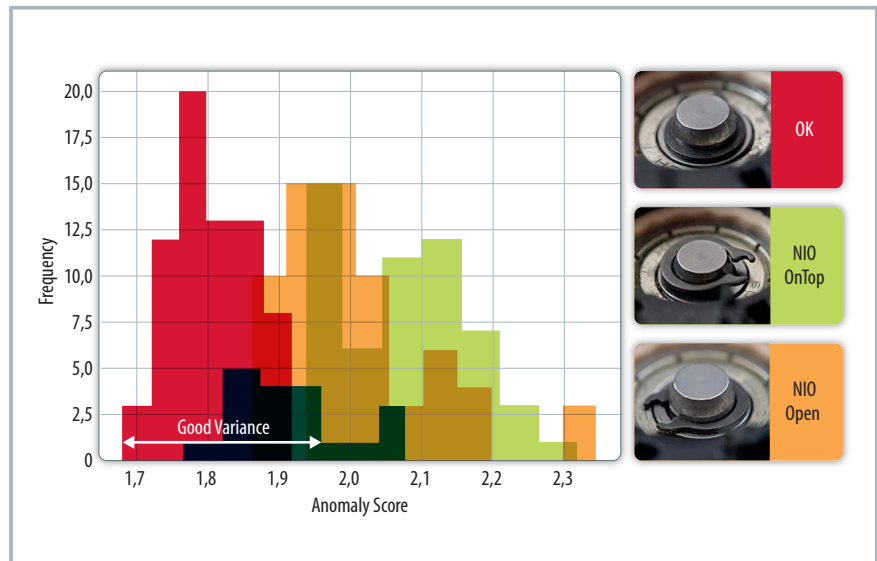 20,0
17,5
15,0
12,5
10,0
7,5
5,0
2,5
0
Frequency
Good Variance
1,7 1,8 1,9 2,0 2,1 2,2 2,3
Anomaly Score
OK
NIO
OnTop
NIO
Open